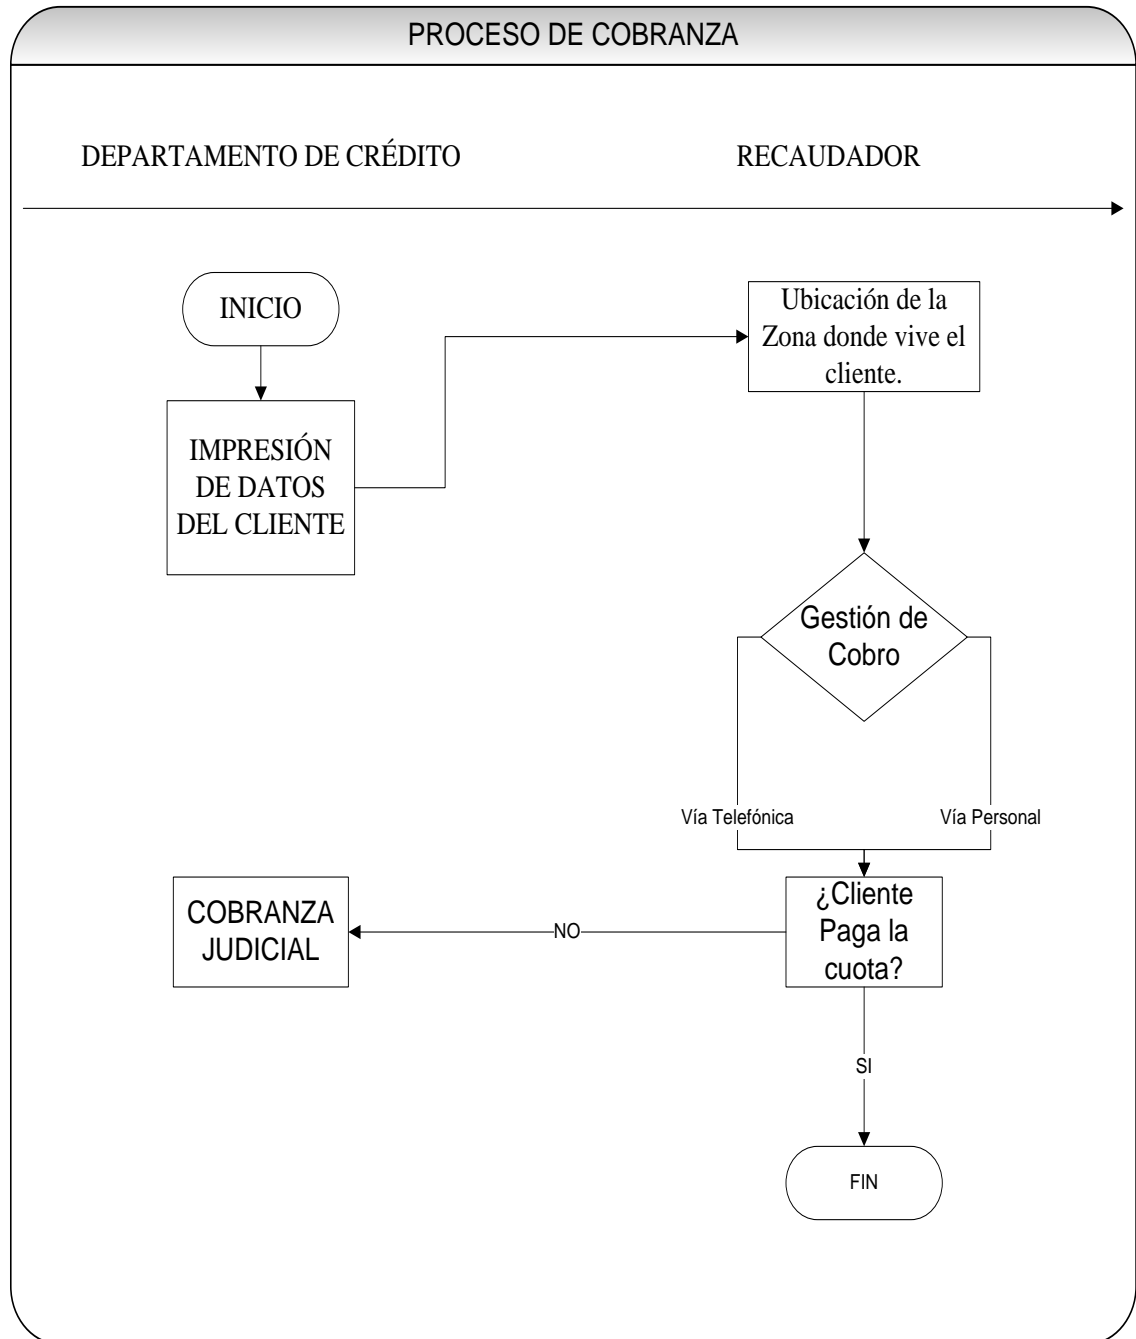 PROCESO DE COBRANZA
DEPARTAMENTO DE CRÉDITO
RECAUDADOR
INICIO
Ubicación de la
Zona donde vive el
cliente.
IMPRESIÓN
DE DATOS
DEL CLIENTE
Gestión de
Cobro
Vía Telefónica
Vía Personal
¿Cliente
Paga la
cuota?
NO
COBRANZA
JUDICIAL
SI
FIN